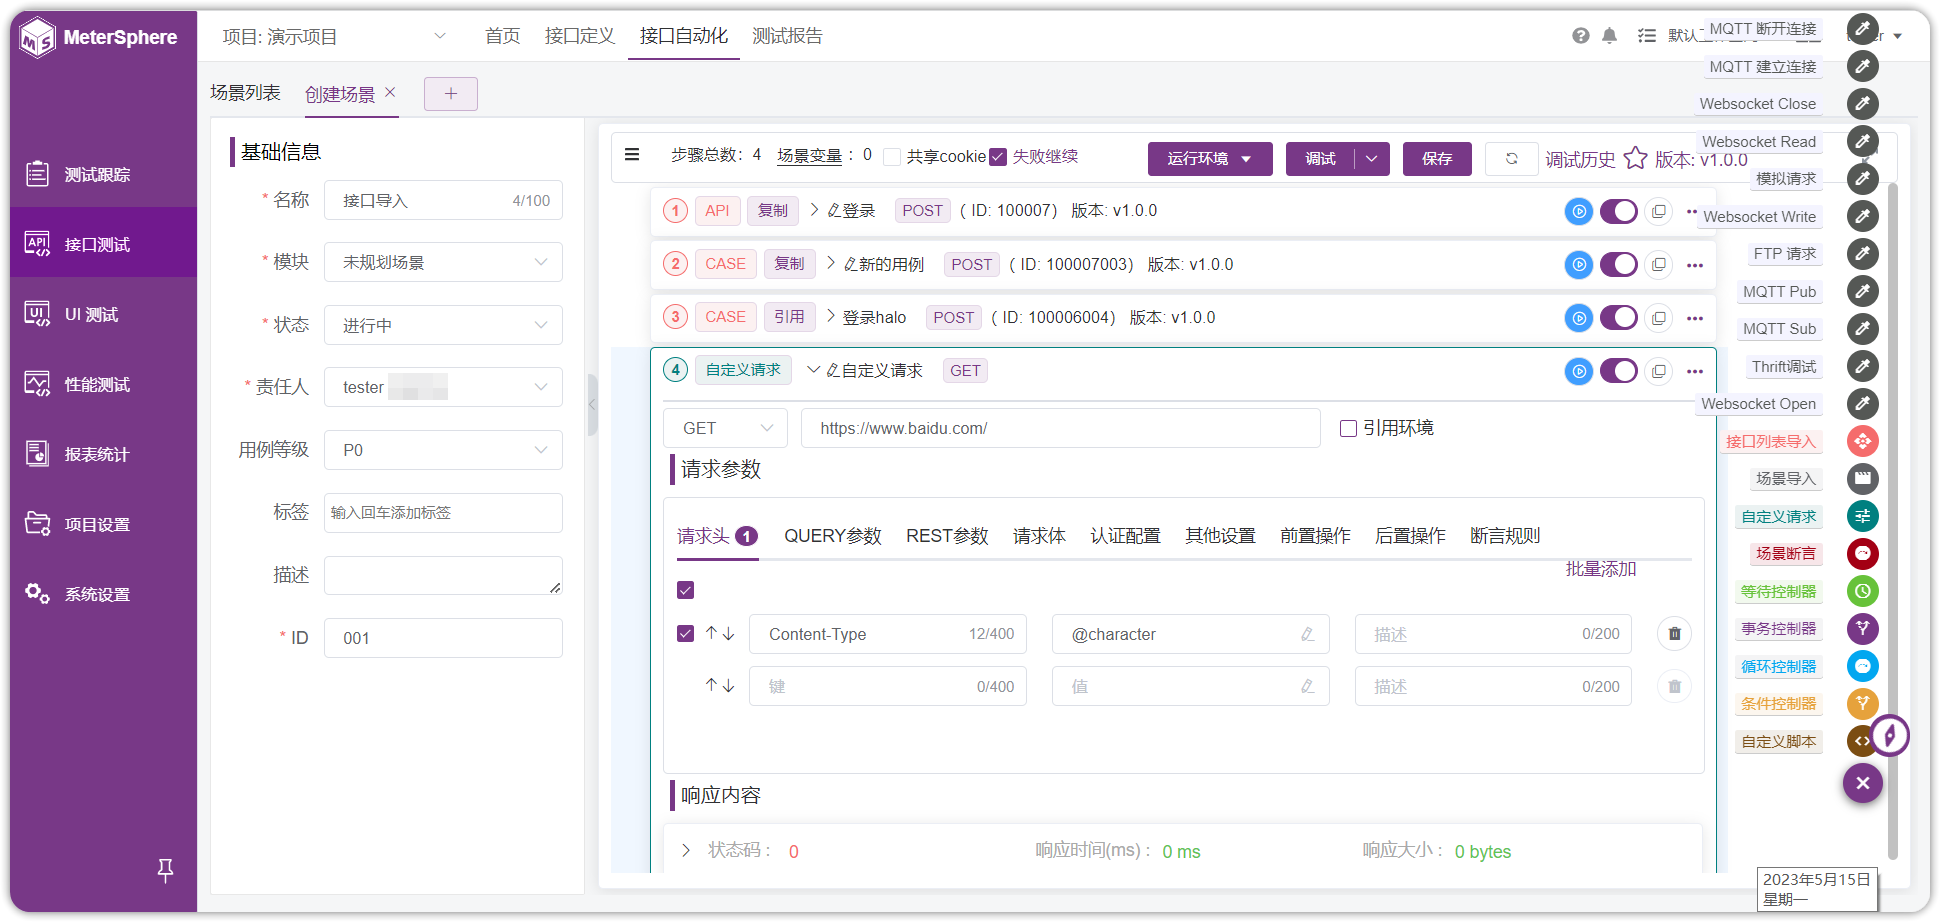 MeterSphere
项目: 演示项目
首页
接口定义
接口自动化
测试报告
默认工
测试跟踪
接口测试
UI 测试
性能测试
报表统计
项目设置
系统设置
场景列表
创建场景
基础信息
* 名称
接口导入
4/100
* 模块
未规划场景
* 状态
进行中
* 责任人
tester
用例等级
P0
标签
输入回车添加标签
描述
* ID
001
步骤总数: 4
场景变量 : 0
共享cookie
失败继续
运行环境
调试
保存
调试历史
版本: v1.0.0
1 API 复制 登录 POST ( ID: 100007) 版本: v1.0.0
2 CASE 复制 新的用例 POST ( ID: 100007003) 版本: v1.0.0
3 CASE 引用 登录halo POST ( ID: 100006004) 版本: v1.0.0
4 自定义请求 自定义请求 GET
GET
https://www.baidu.com/
引用环境
请求参数
请求头 1
QUERY参数
REST参数
请求体
认证配置
其他设置
前置操作
后置操作
断言规则
批量添加
Content-Type
12/400
@character
描述
0/200
键
0/400
值
描述
0/200
响应内容
状态码 : 0
响应时间(ms) : 0 ms
响应大小 : 0 bytes
MQTT 断开连接
MQTT 建立连接
Websocket Close
Websocket Read
模拟请求
Websocket Write
FTP 请求
MQTT Pub
MQTT Sub
Thrift调试
Websocket Open
接口列表导入
场景导入
自定义请求
场景断言
等待控制器
事务控制器
循环控制器
条件控制器
自定义脚本
2023年5月15日
星期一